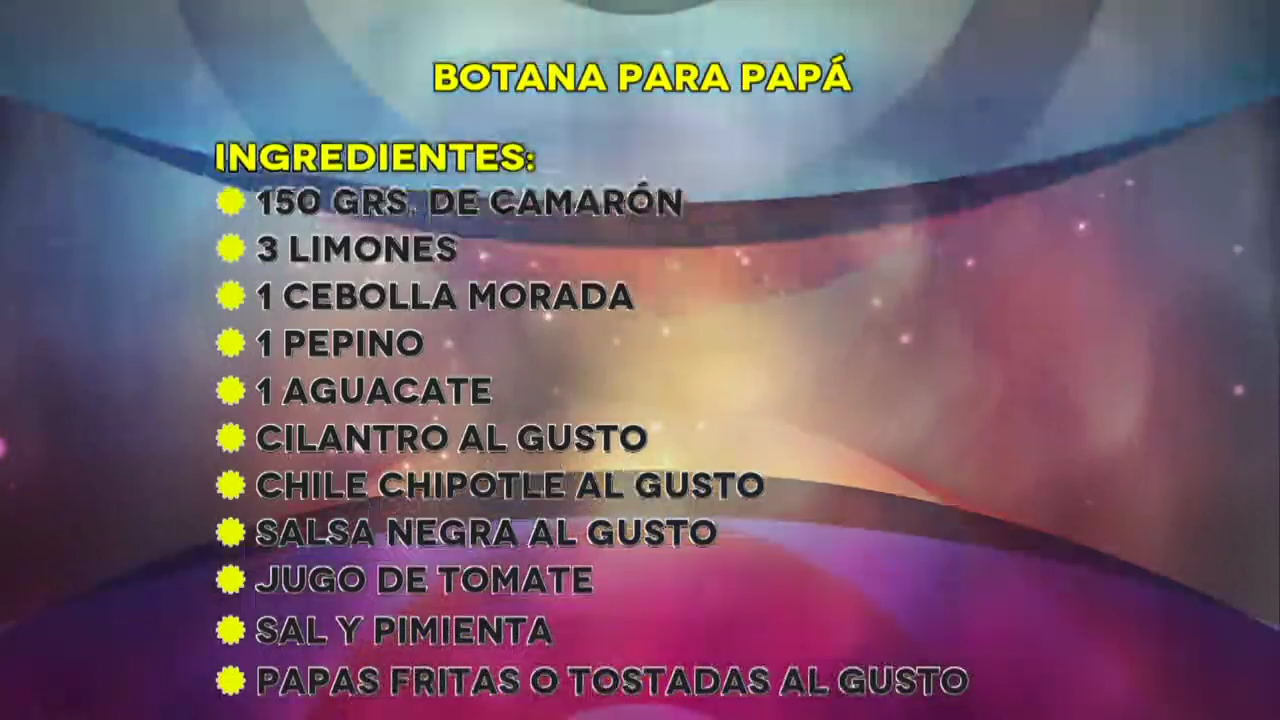 BOTANA PARA PAPÁ
INGREDIENTES:
150 GRS. DE CAMARÓN
3 LIMONES
1 CEBOLLA MORADA
1 PEPINO
1 AGUACATE
CILANTRO AL GUSTO
CHILE CHIPOTLE AL GUSTO
SALSA NEGRA AL GUSTO
JUGO DE TOMATE
SAL Y PIMIENTA
PAPAS FRITAS O TOSTADAS AL GUSTO